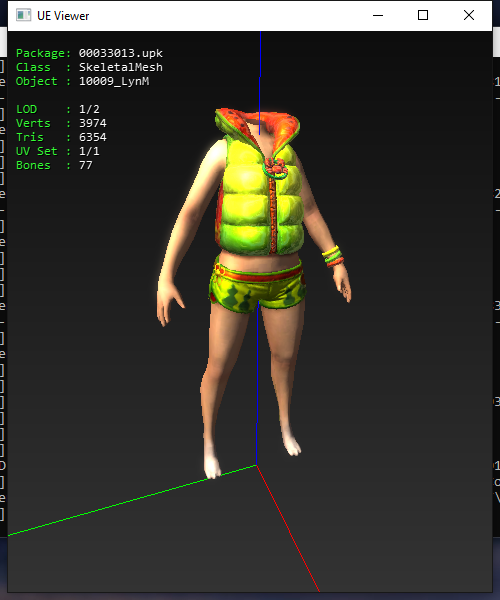 UE Viewer
Package: 00033013.upk
Class : SkeletalMesh
Object : 10009_LynM
LOD : 1/2
Verts : 3974
Tris : 6354
UV Set : 1/1
Bones : 77